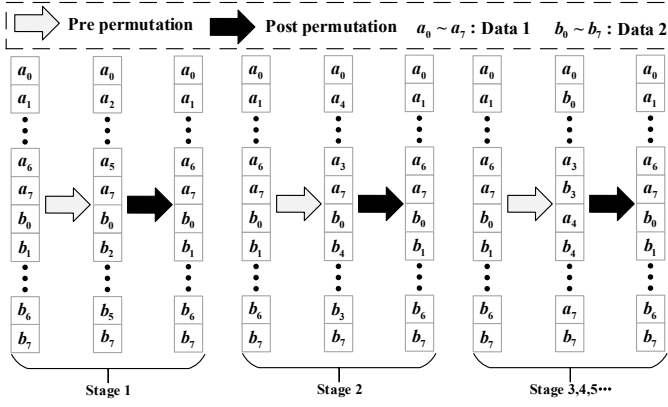 Pre permutation Post permutation a0 ~ a7 : Data 1 b0 ~ b7 : Data 2
a0 a0 a0 a0 a0 a0 a0 a0 a0
a1 a2 a1 a1 a4 a1 a1 b0 a1
a6 a5 a6 a6 a3 a6 a6 a3 a6
a7 a7 a7 a7 a7 a7 a7 b3 a7
b0 b0 b0 b0 b0 b0 b0 a4 b0
b1 b2 b1 b1 b4 b1 b1 b4 b1
b6 b5 b6 b6 b3 b6 b6 a7 b6
b7 b7 b7 b7 b7 b7 b7 b7 b7
Stage 1 Stage 2 Stage 3,4,5···